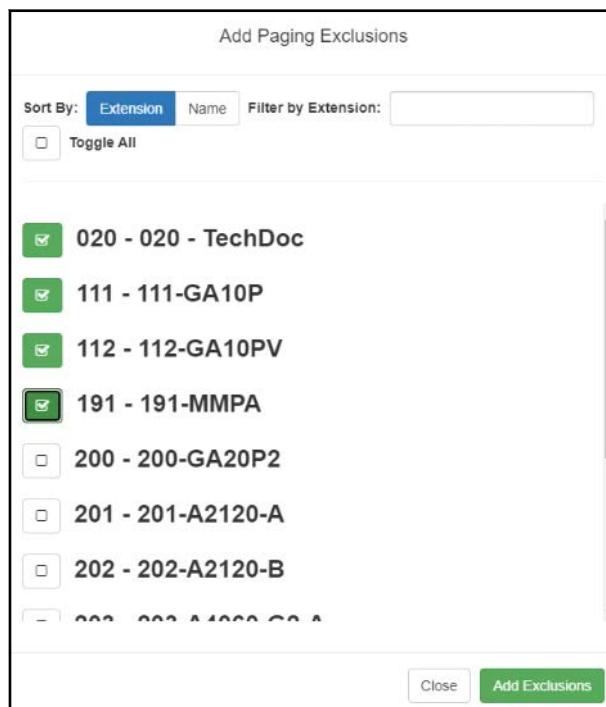 Add Paging Exclusions
Sort By: Extension Name Filter by Extension:
Toggle All
020 - 020 - TechDoc
111 - 111-GA10P
112 - 112-GA10PV
191 - 191-MMPA
200 - 200-GA20P2
201 - 201-A2120-A
202 - 202-A2120-B
Close Add Exclusions